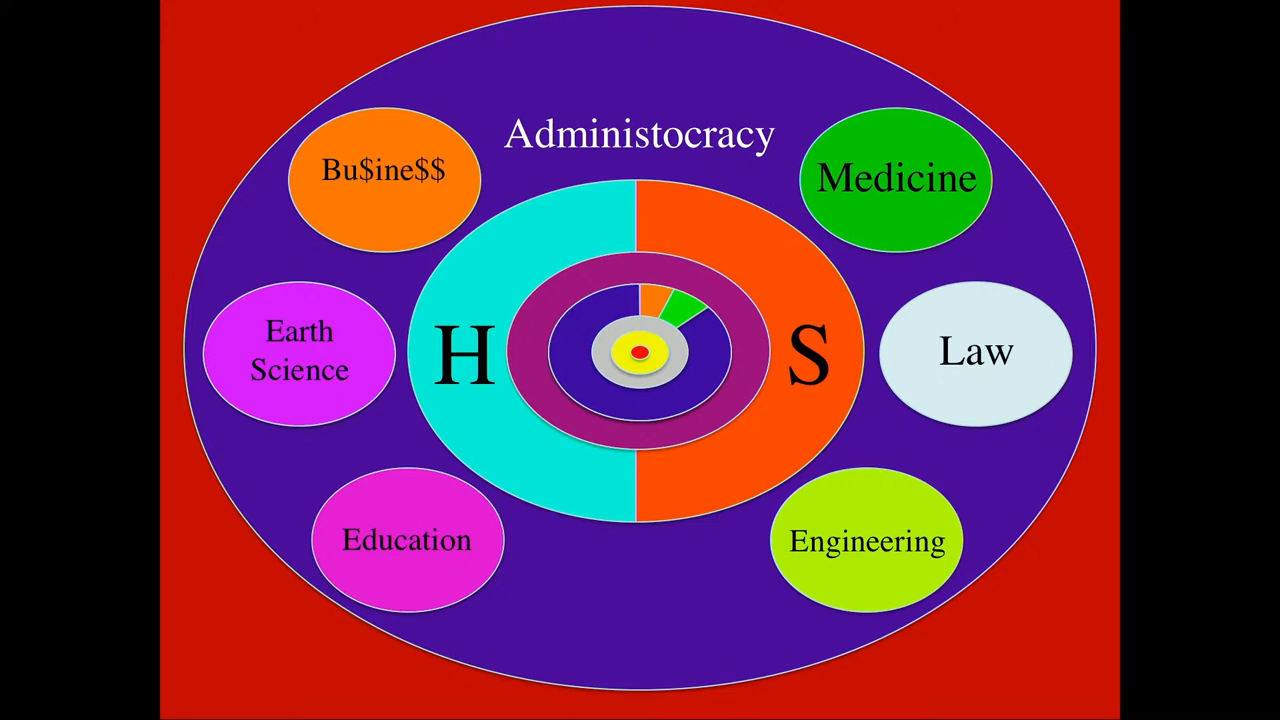 Administocracy
Bu$ine$$
Medicine
Earth
Science
H
S
Law
Education
Engineering